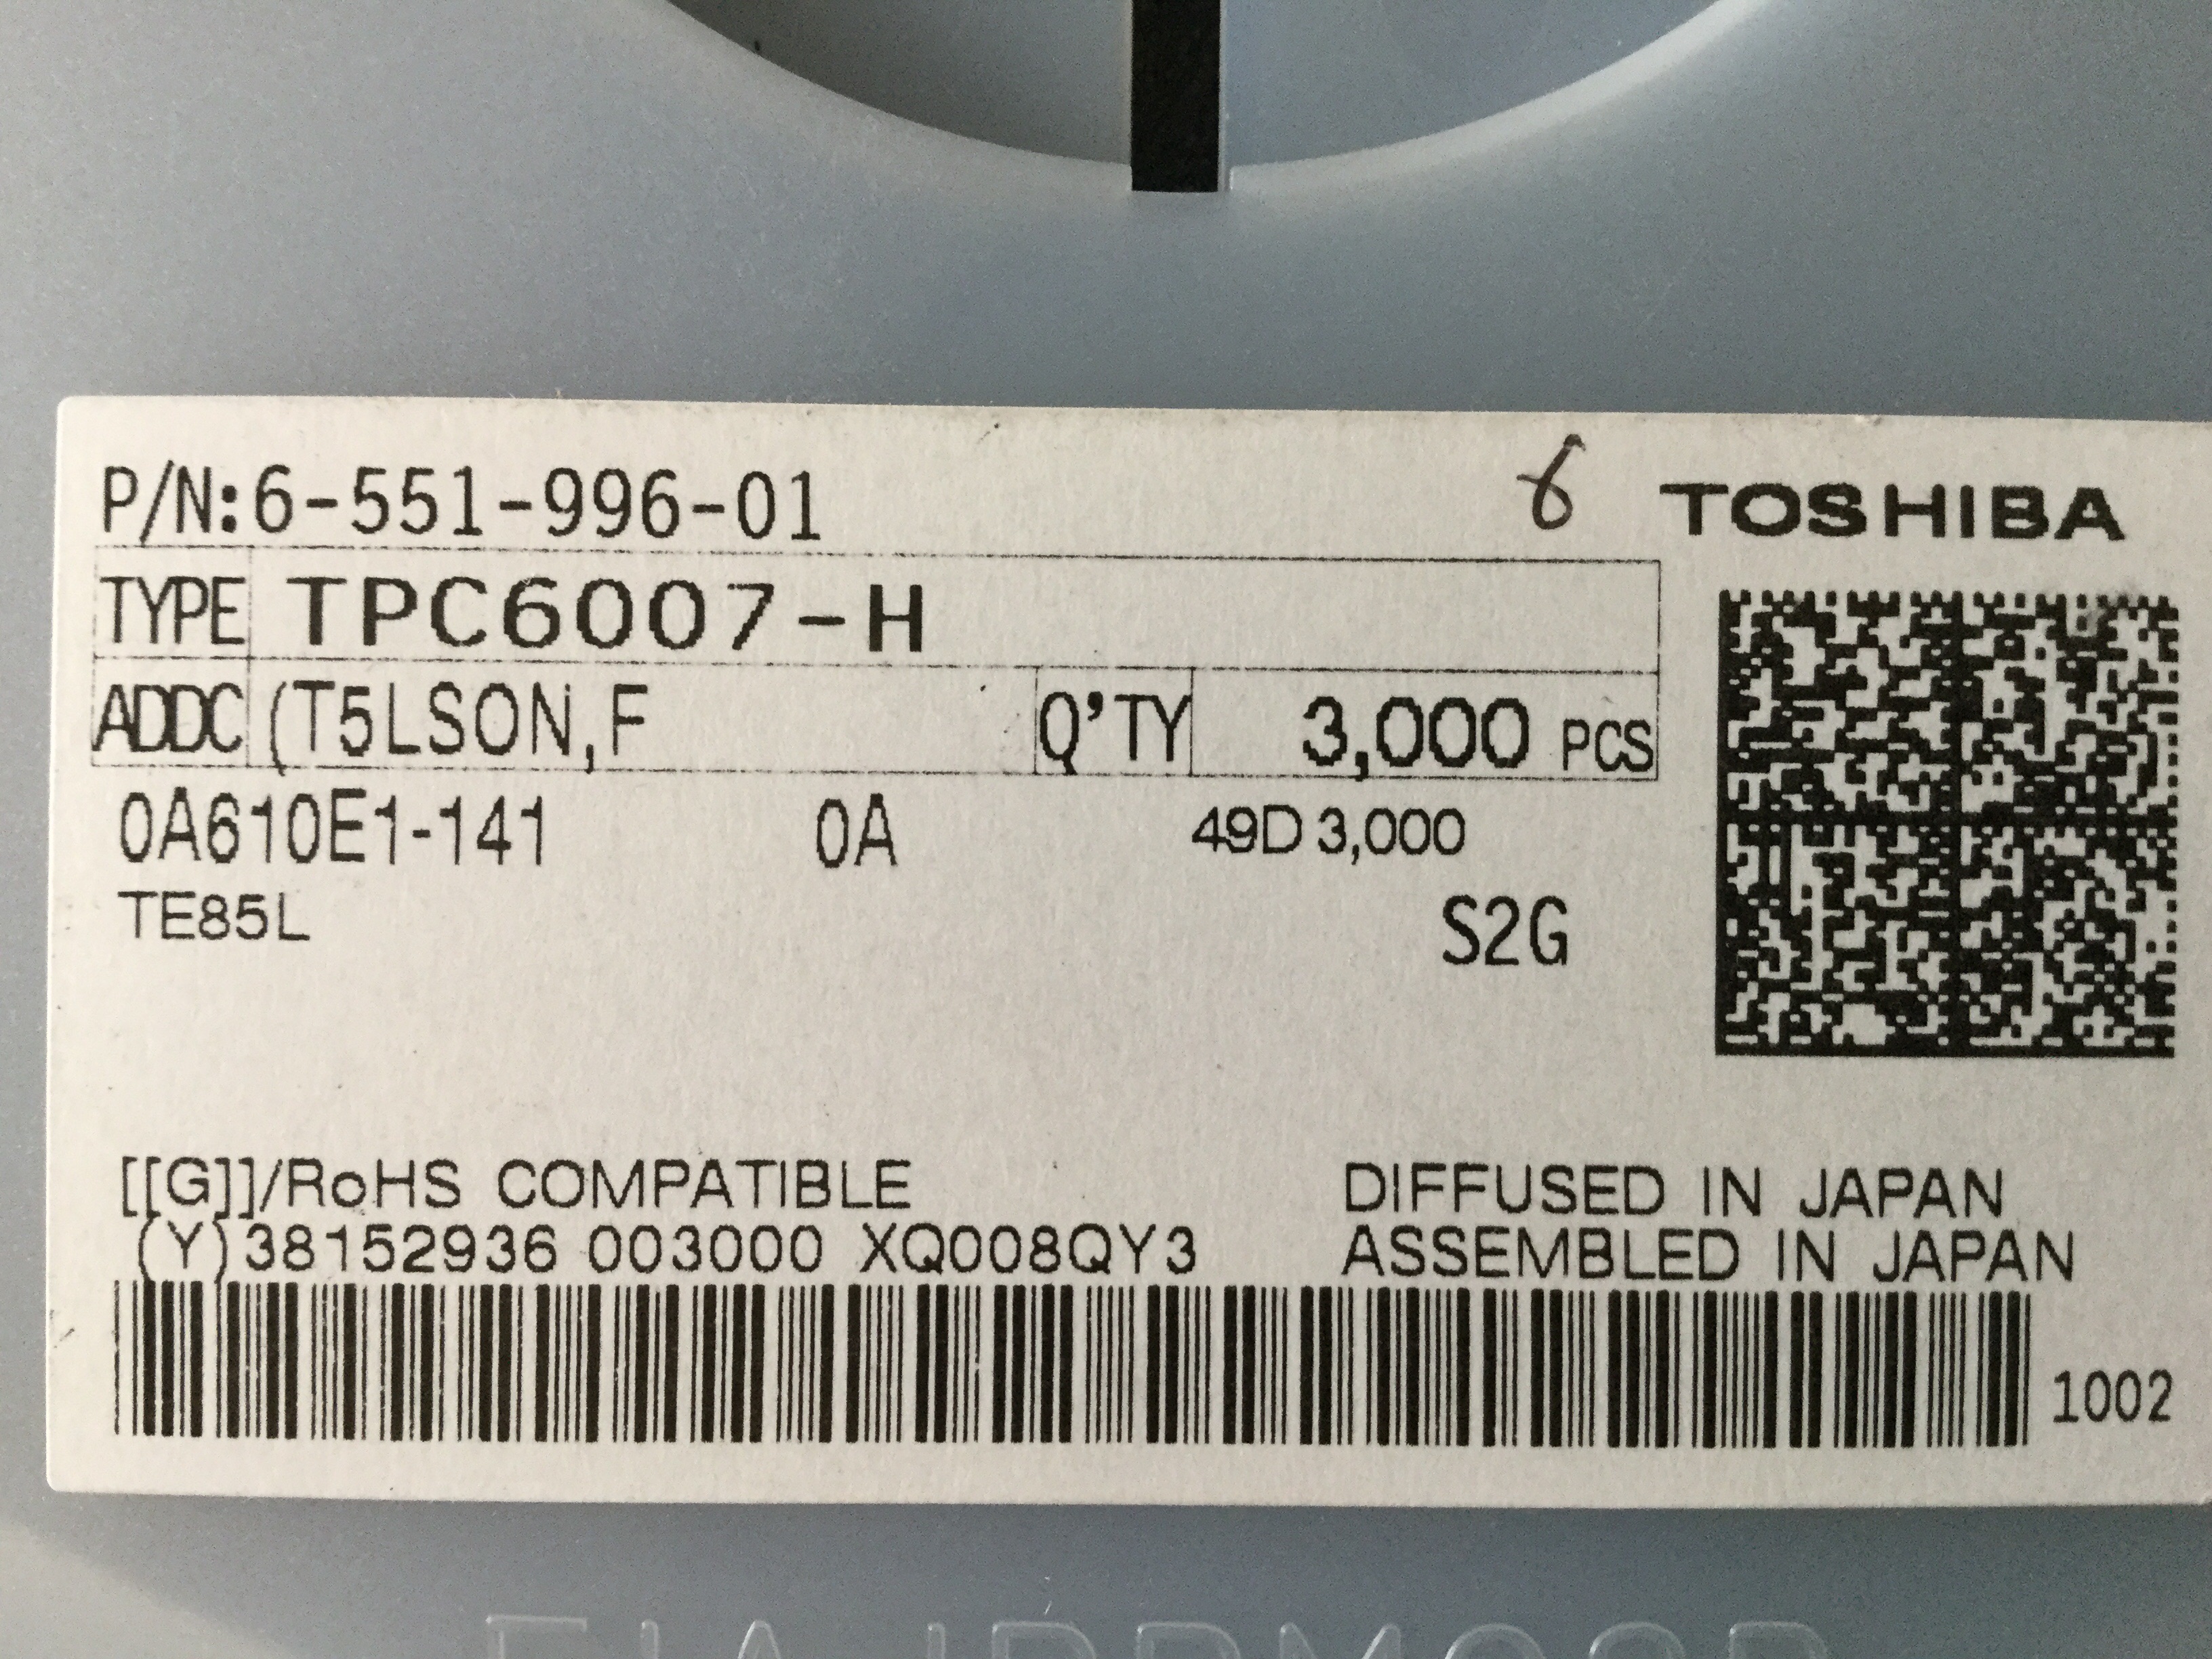 P/N:6-551-996-01
6
TOSHIBA
TYPE TPC6007-H
ADDC (T5LSON,F Q'TY 3,000 PCS
0A610E1-141 0A 49D 3,000
TE85L
S2G
[[G]]/RoHS COMPATIBLE
DIFFUSED IN JAPAN
(Y)38152936 003000 XQ008QY3
ASSEMBLED IN JAPAN
1002